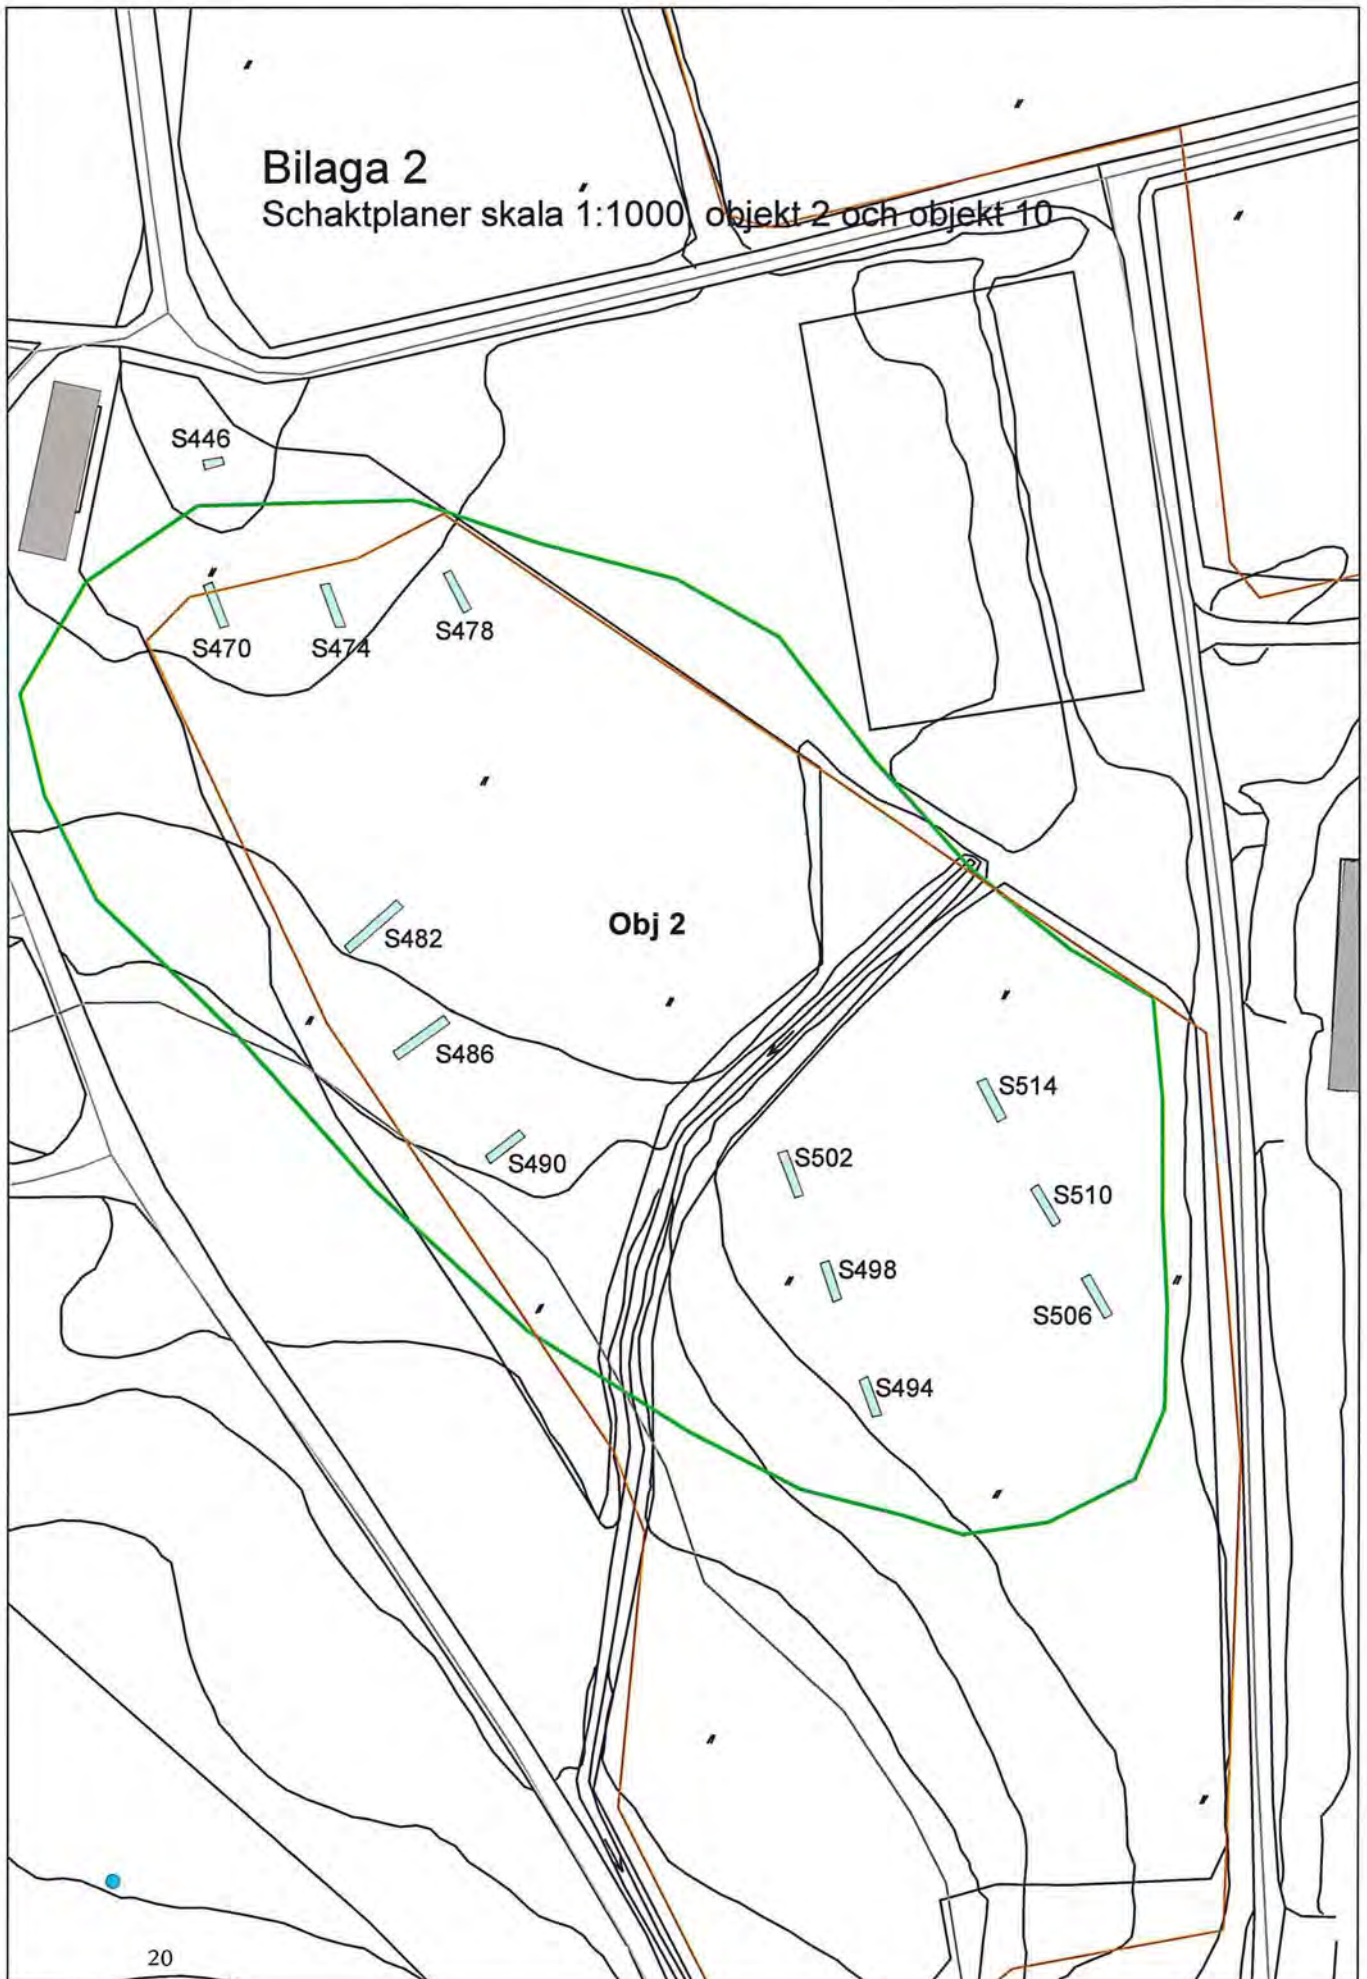 Bilaga 2
Schaktplaner skala 1:1000, objekt 2 och objekt 10
S446
S470
S474
S478
S482
Obj 2
S486
S490
S514
S502
S510
S498
S506
S494
20